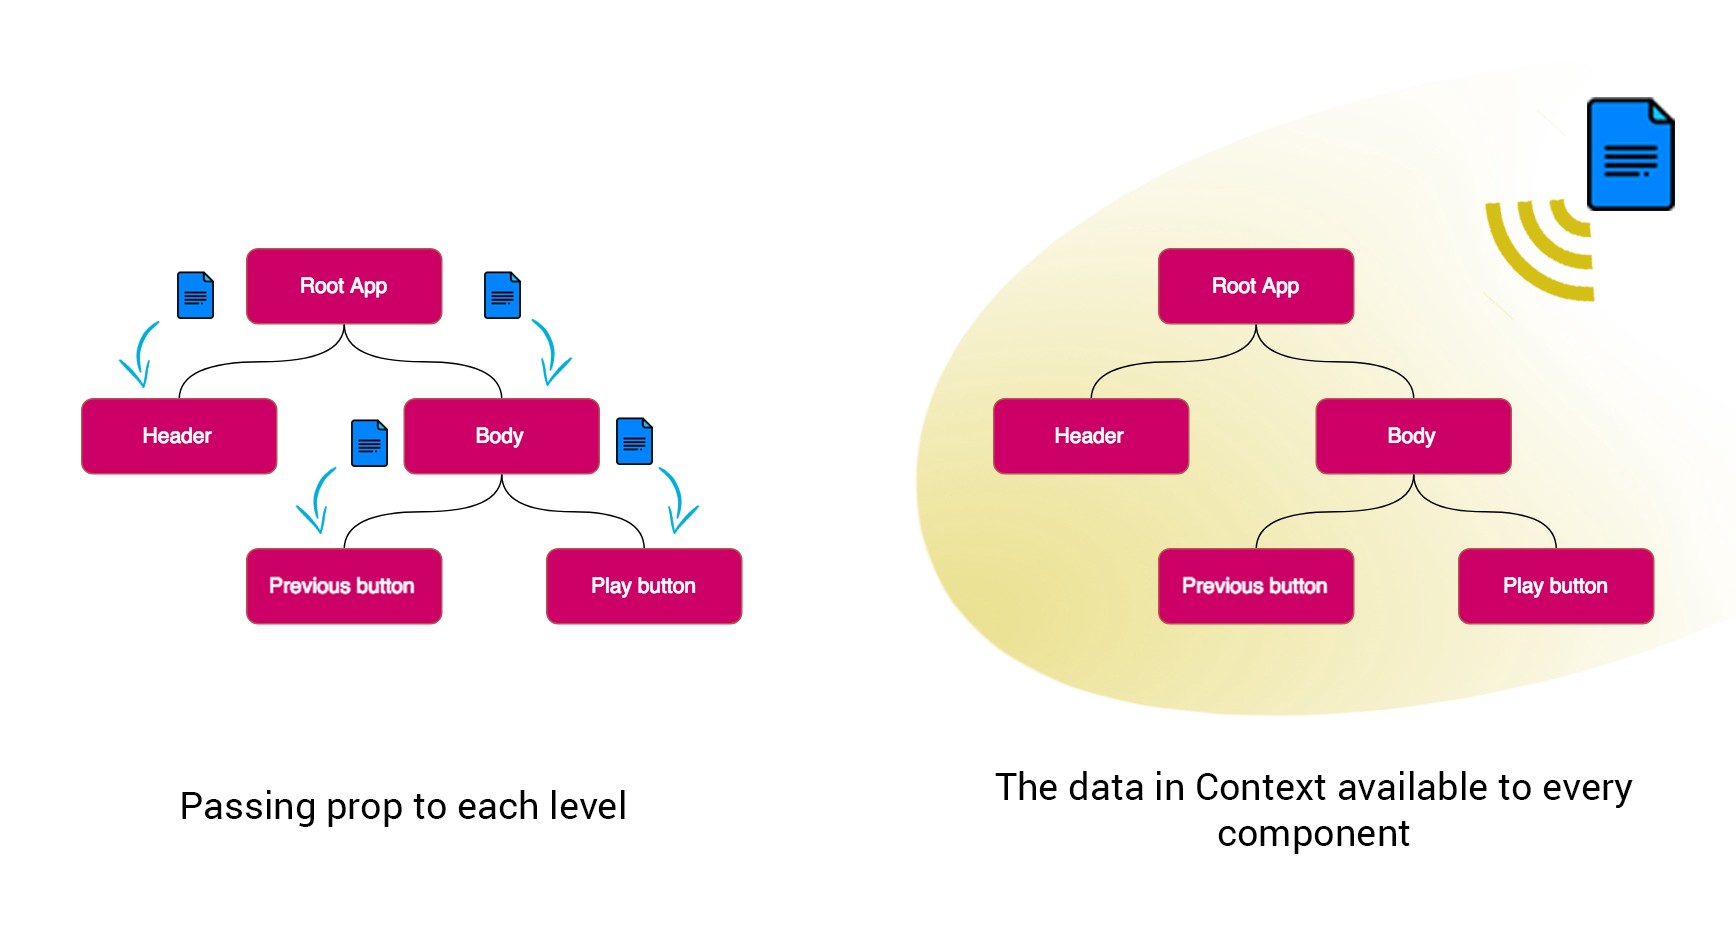 Root App
Header
Body
Previous button
Play button
Passing prop to each level
Root App
Header
Body
Previous button
Play button
The data in Context available to every
component